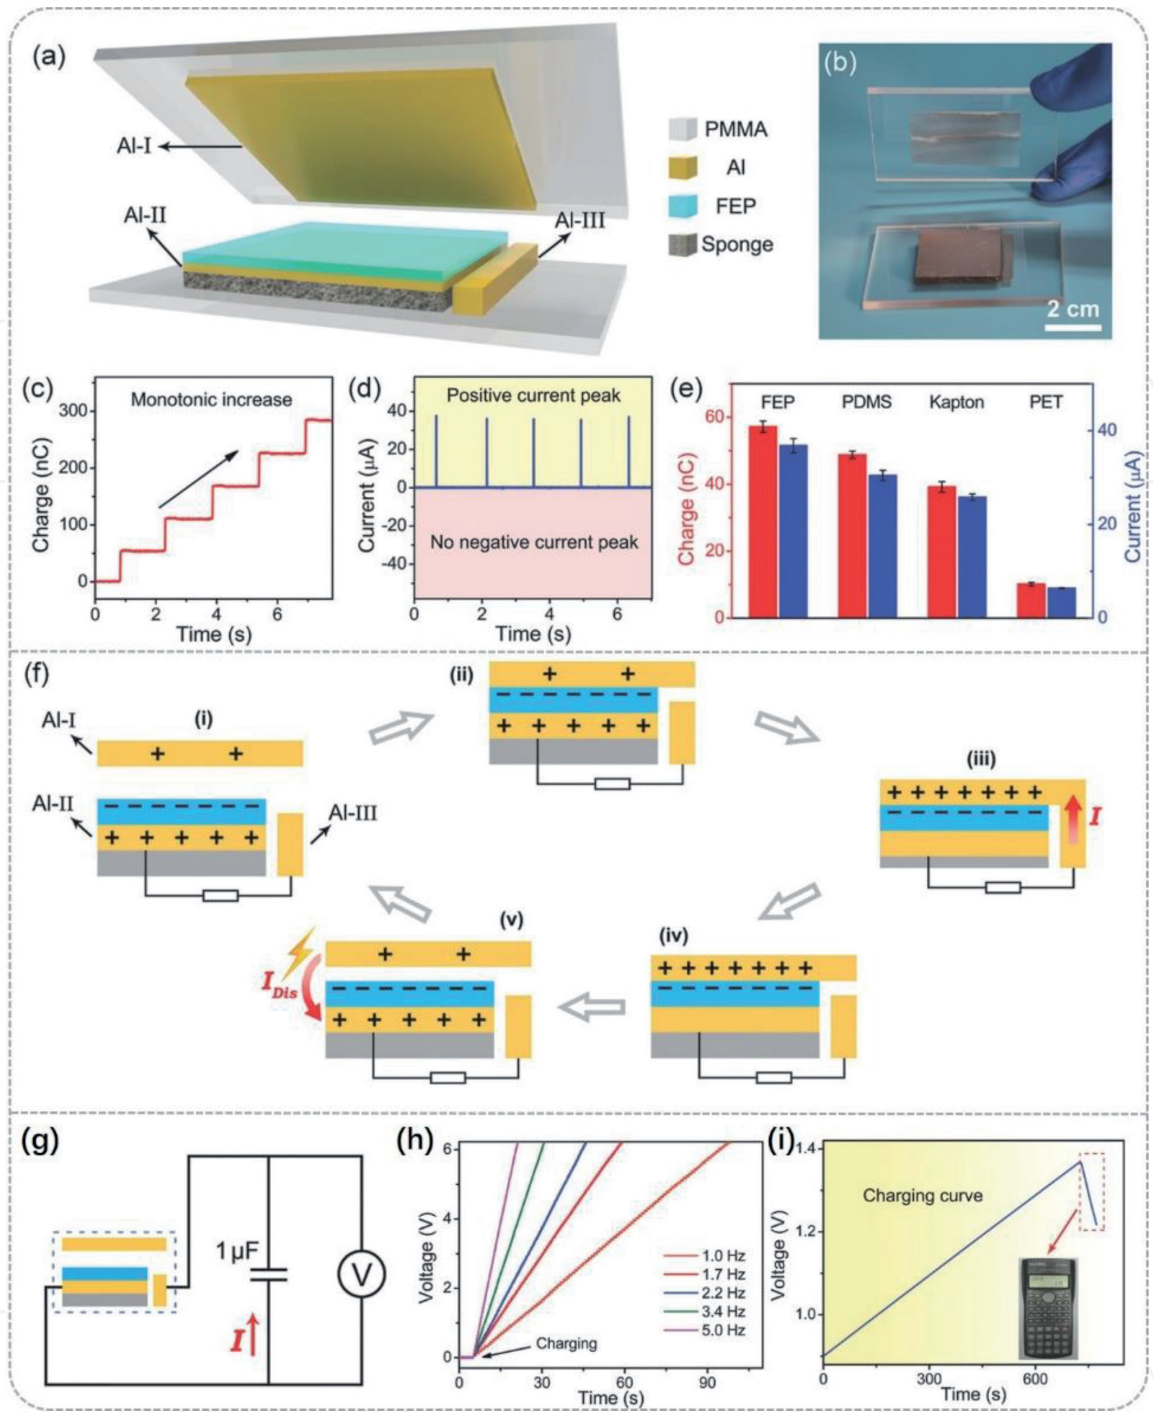 (a)
Al-I
Al-II
Al-III
PMMA
Al
FEP
Sponge
(b)
2 cm
(c)
Monotonic increase
Charge (nC)
300
200
100
0
0 2 4 6
Time (s)
(d)
Positive current peak
No negative current peak
Current (μA)
40
20
0
-20
-40
0 2 4 6
Time (s)
(e)
FEP PDMS Kapton PET
Charge (nC)
60
40
20
0
Current (μA)
40
20
0
(f)
(i)
Al-I
Al-II
Al-III
+ +
− − − − − − −
+ + + + +
(ii)
+ +
− − − − − − −
+ + + + +
(iii)
+ + + + + + +
− − − − − − −
I
(iv)
+ + + + + + +
− − − − − − −
(v)
I Dis
+ +
− − − − − − −
+ + + + +
(g)
1μF
I
V
(h)
Voltage (V)
6
4
2
0
1.0 Hz
1.7 Hz
2.2 Hz
3.4 Hz
5.0 Hz
Charging
0 30 60 90
Time (s)
(i)
Voltage (V)
1.4
1.2
1.0
Charging curve
0 300 600
Time (s)